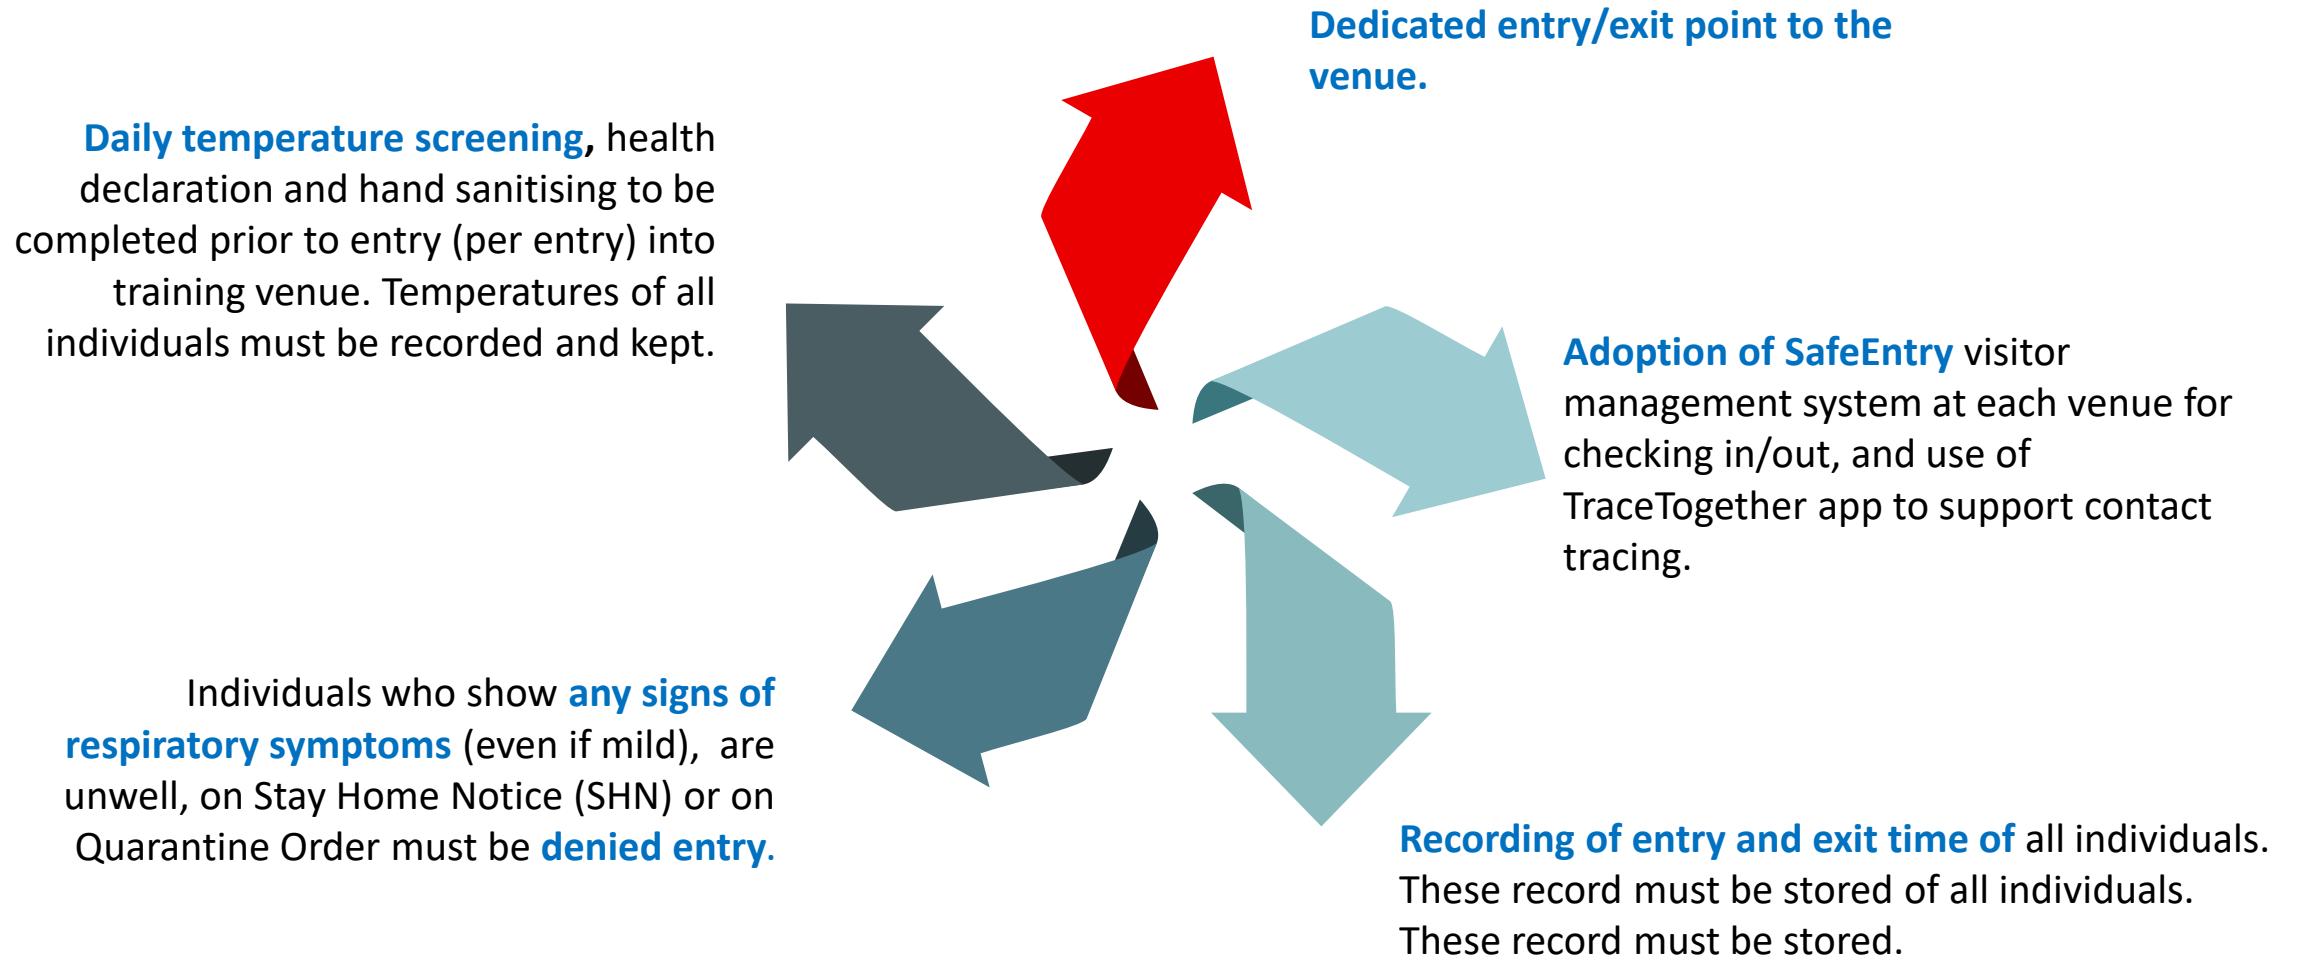 Dedicated entry/exit point to the
venue.
Daily temperature screening, health
declaration and hand sanitising to be
completed prior to entry (per entry) into
training venue. Temperatures of all
individuals must be recorded and kept.
Adoption of SafeEntry visitor
management system at each venue for
checking in/out, and use of
TraceTogether app to support contact
tracing.
Individuals who show any signs of
respiratory symptoms (even if mild),  are
unwell, on Stay Home Notice (SHN) or on
Quarantine Order must be denied entry.
Recording of entry and exit time of all individuals.
These record must be stored of all individuals.
These record must be stored.